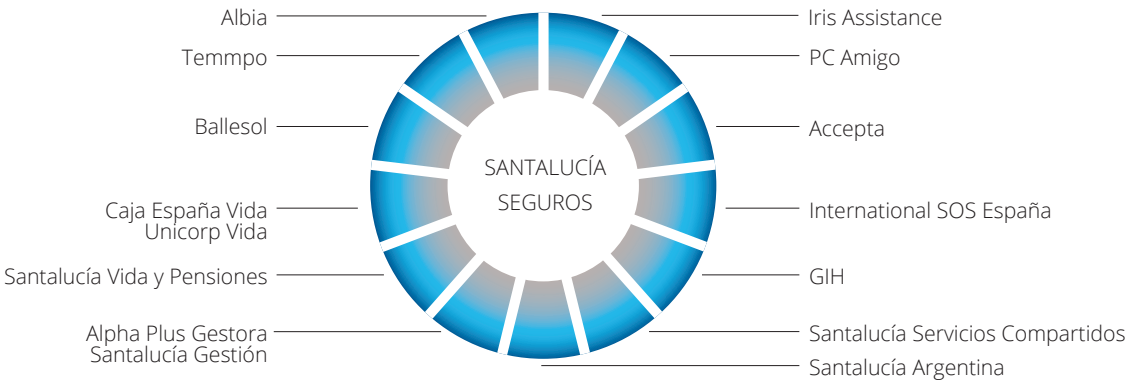 Albia
Temmpo
Ballesol
Caja España Vida
Unicorp Vida
Santalucía Vida y Pensiones
Alpha Plus Gestora
Santalucía Gestión
SANTALUCÍA
SEGUROS
Iris Assistance
PC Amigo
Accepta
International SOS España
GIH
Santalucía Servicios Compartidos
Santalucía Argentina